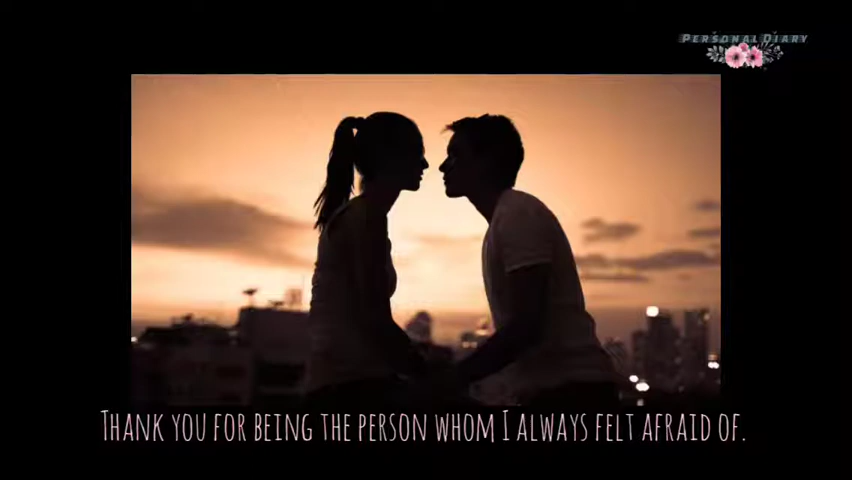 Personal Diary
Thank you for being the person whom I always felt afraid of.